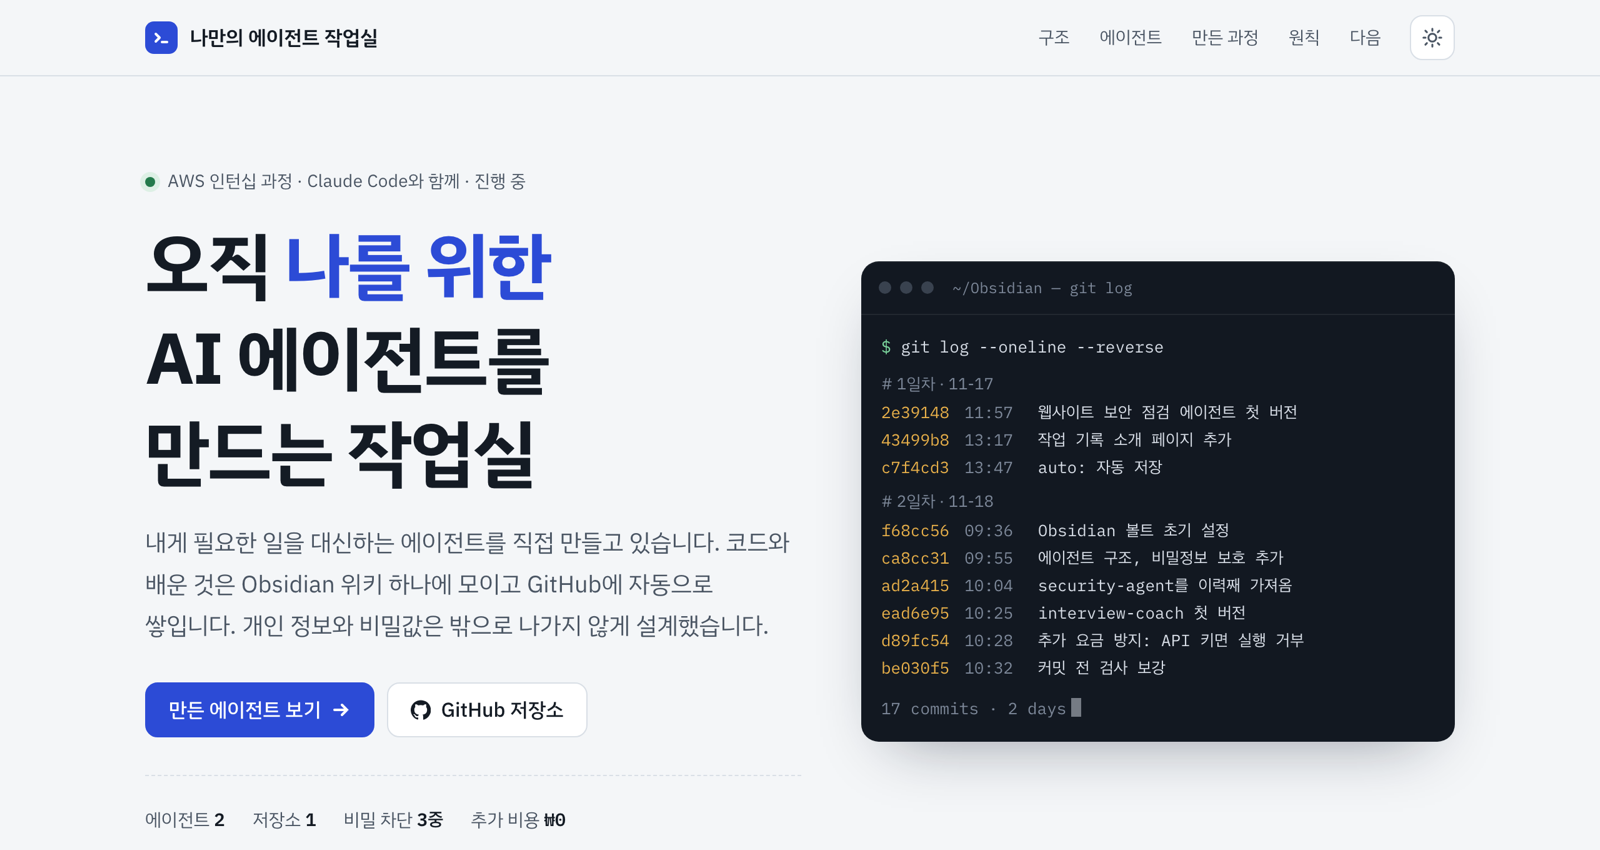 나만의 에이전트 작업실
구조 에이전트 만든 과정 원칙 다음
AWS 인턴십 과정 · Claude Code와 함께 · 진행 중
오직 나를 위한
AI 에이전트를
만드는 작업실
내게 필요한 일을 대신하는 에이전트를 직접 만들고 있습니다. 코드와
배운 것은 Obsidian 위키 하나에 모이고 GitHub에 자동으로
쌓입니다. 개인 정보와 비밀값은 밖으로 나가지 않게 설계했습니다.
만든 에이전트 보기 →
GitHub 저장소
에이전트 2 저장소 1 비밀 차단 3중 추가 비용 ₩0
~/Obsidian — git log
$ git log --oneline --reverse
# 1일차 · 11-17
2e39148 11:57 웹사이트 보안 점검 에이전트 첫 버전
43499b8 13:17 작업 기록 소개 페이지 추가
c7f4cd3 13:47 auto: 자동 저장
# 2일차 · 11-18
f68cc56 09:36 Obsidian 볼트 초기 설정
ca8cc31 09:55 에이전트 구조, 비밀정보 보호 추가
ad2a415 10:04 security-agent를 이력째 가져옴
ead6e95 10:25 interview-coach 첫 버전
d89fc54 10:28 추가 요금 방지: API 키면 실행 거부
be030f5 10:32 커밋 전 검사 보강
17 commits · 2 days